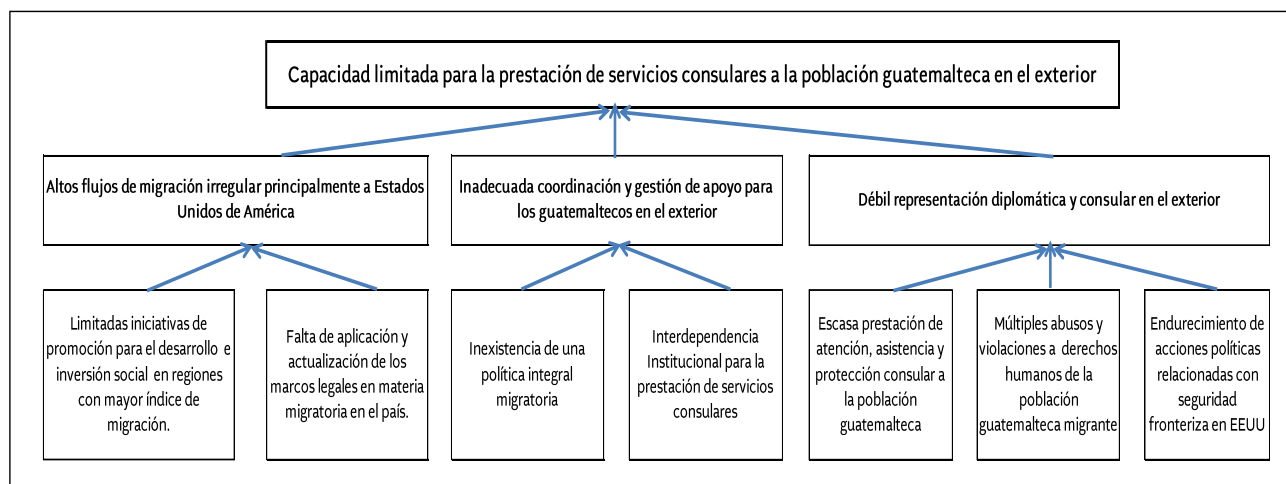 Capacidad limitada para la prestación de servicios consulares a la población guatemalteca en el exterior
Altos flujos de migración irregular principalmente a Estados
Unidos de América
Inadecuada coordinación y gestión de apoyo para
los guatemaltecos en el exterior
Débil representación diplomática y consular en el exterior
Limitadas iniciativas de
promoción para el desarrollo e
inversión social en regiones
con mayor índice de
migración.
Falta de aplicación y
actualización de los
marcos legales en materia
migratoria en el país.
Inexistencia de una
política integral
migratoria
Interdependencia
Institucional para la
prestación de servicios
consulares
Escasa prestación de
atención, asistencia y
protección consular a
la población
guatemalteca
Múltiples abusos y
violaciones a derechos
humanos de la
población
guatemalteca migrante
Endurecimiento de
acciones políticas
relacionadas con
seguridad
fronteriza en EEUU